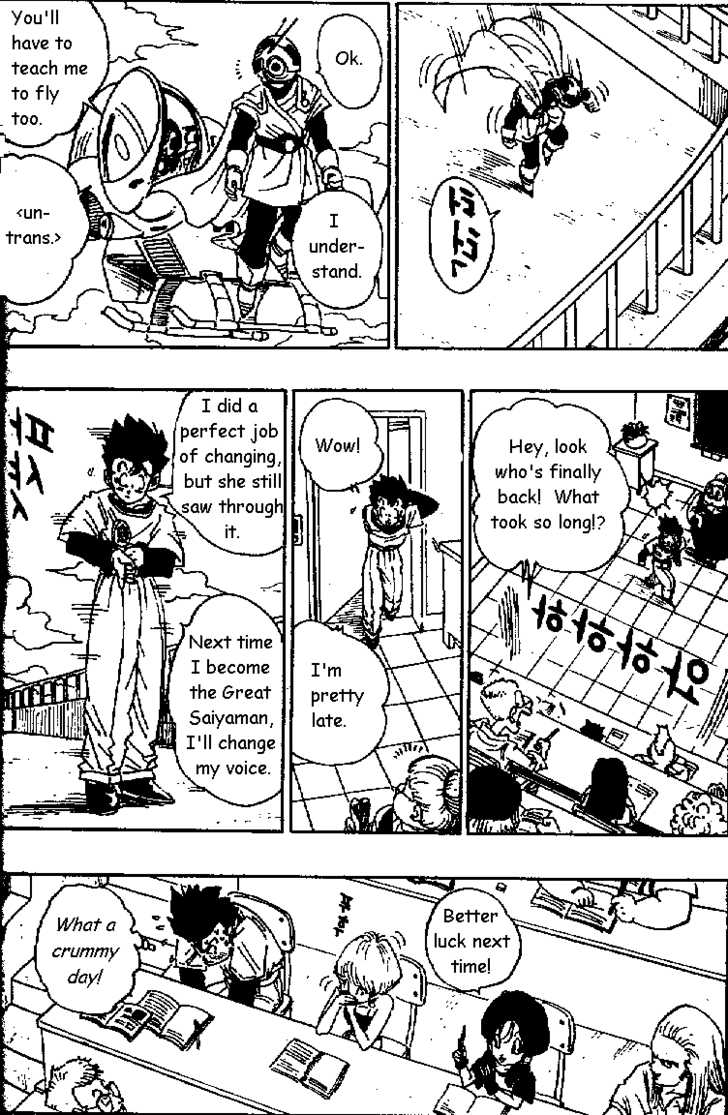 You'll
have to
teach me
to fly
too.
Ok.
<un-
trans.>
I
under-
stand.
I did a
perfect job
of changing,
but she still
saw through
it.
Next time
I become
the Great
Saiyaman,
I'll change
my voice.
Wow!
I'm
pretty
late.
Hey, look
who's finally
back! What
took so long!?
What a
crummy
day!
Better
luck next
time!